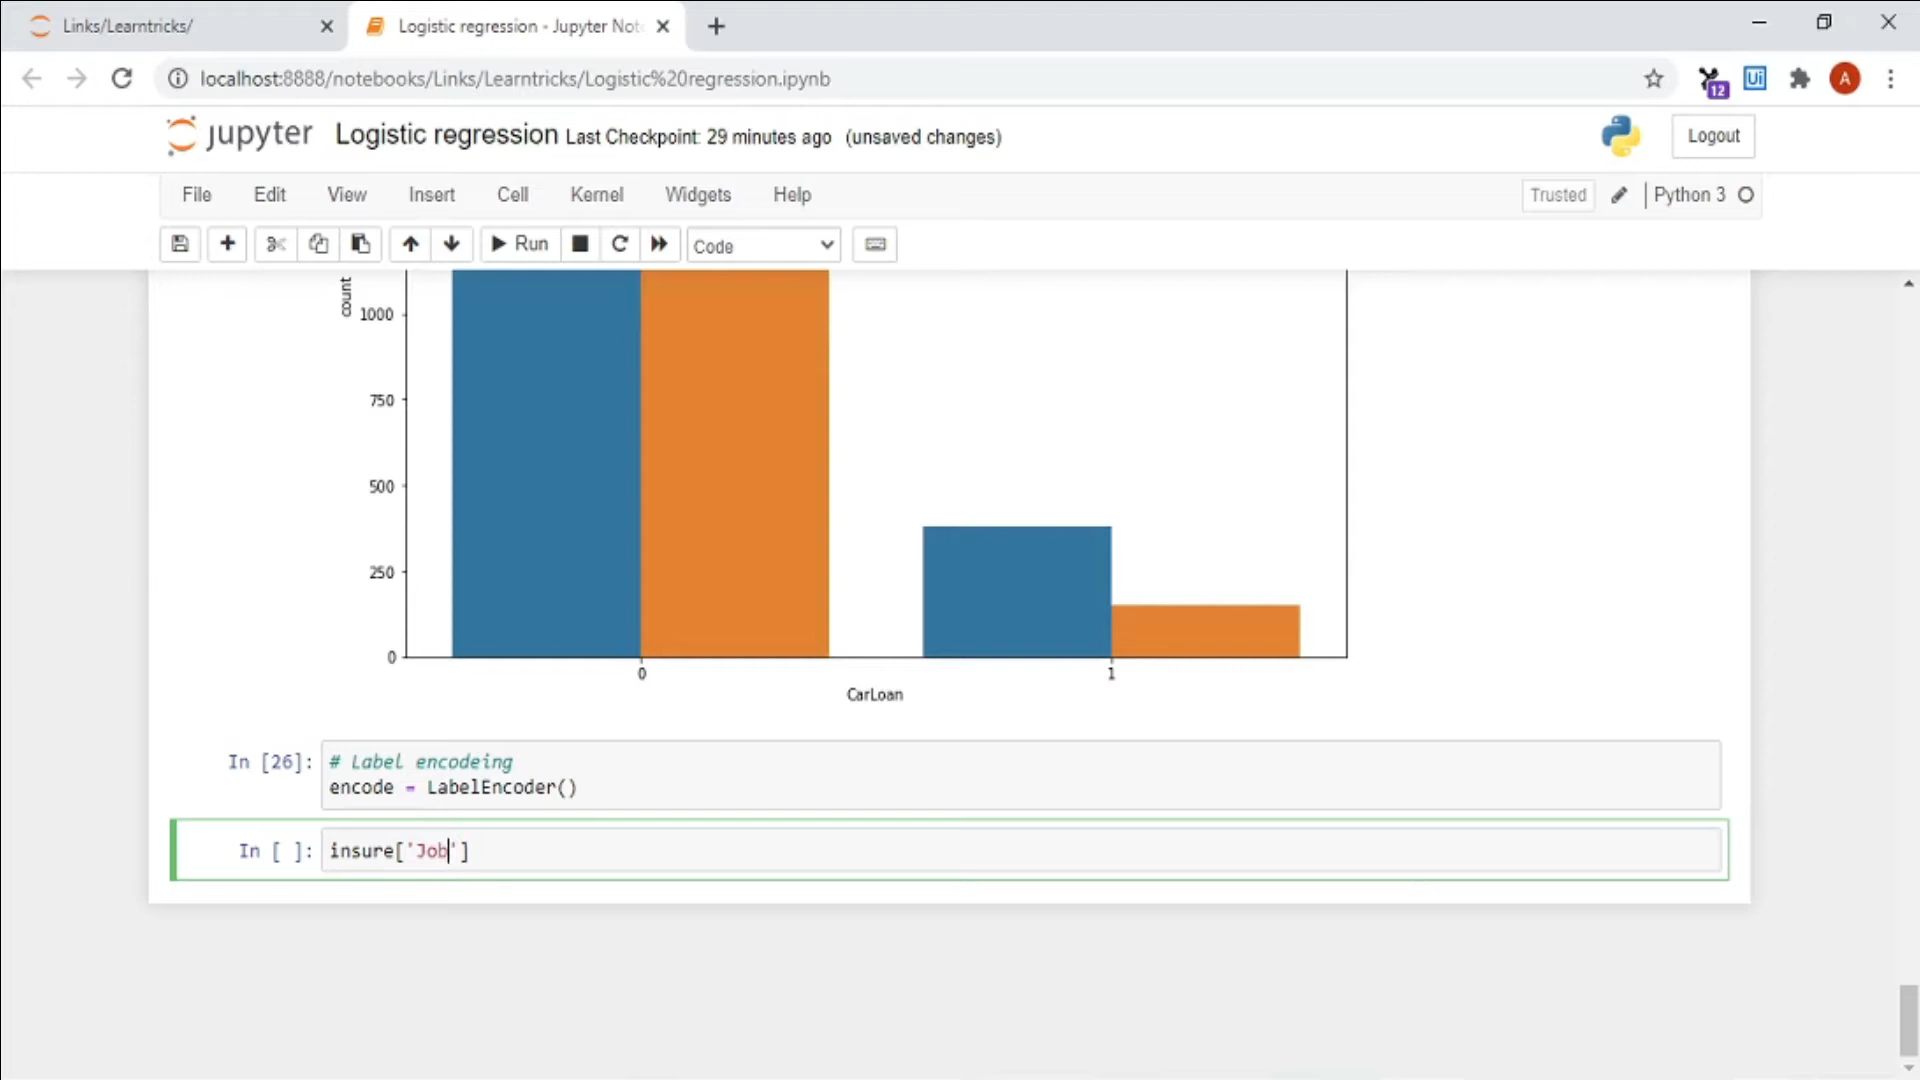 Links/Learntricks/
Logistic regression - Jupyter Not
localhost:8888/notebooks/Links/Learntricks/Logistic%20regression.ipynb
12
Ui
A
jupyter Logistic regression Last Checkpoint: 29 minutes ago (unsaved changes)
Logout
File Edit View Insert Cell Kernel Widgets Help
Trusted
Python 3
Run
Code
count
1000
750
500
250
0
0 1
CarLoan
In [26]: # Label encodeing
encode = LabelEncoder()
In [ ]: insure['Job']